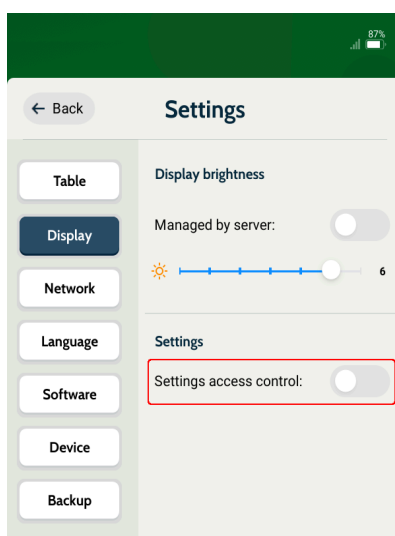 87%
← Back
Settings
Table
Display
Network
Language
Software
Device
Backup
Display brightness
Managed by server:
6
Settings
Settings access control: